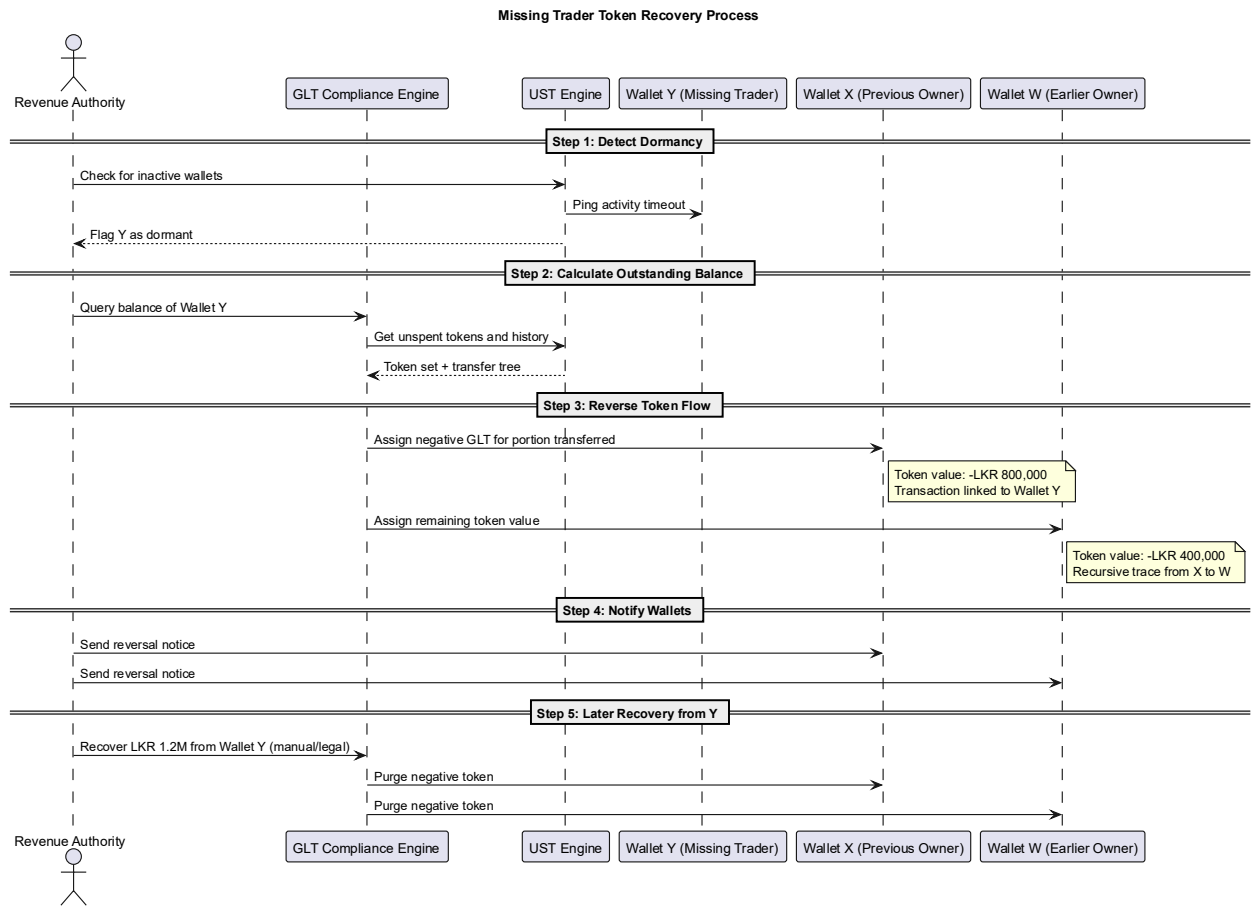 Missing Trader Token Recovery Process
Revenue Authority
GLT Compliance Engine
UST Engine
Wallet Y (Missing Trader)
Wallet X (Previous Owner)
Wallet W (Earlier Owner)
Step 1: Detect Dormancy
Check for inactive wallets
Ping activity timeout
Flag Y as dormant
Step 2: Calculate Outstanding Balance
Query balance of Wallet Y
Get unspent tokens and history
Token set + transfer tree
Step 3: Reverse Token Flow
Assign negative GLT for portion transferred
Token value: -LKR 800,000
Transaction linked to Wallet Y
Assign remaining token value
Token value: -LKR 400,000
Recursive trace from X to W
Step 4: Notify Wallets
Send reversal notice
Send reversal notice
Step 5: Later Recovery from Y
Recover LKR 1.2M from Wallet Y (manual/legal)
Purge negative token
Purge negative token
Revenue Authority
GLT Compliance Engine
UST Engine
Wallet Y (Missing Trader)
Wallet X (Previous Owner)
Wallet W (Earlier Owner)